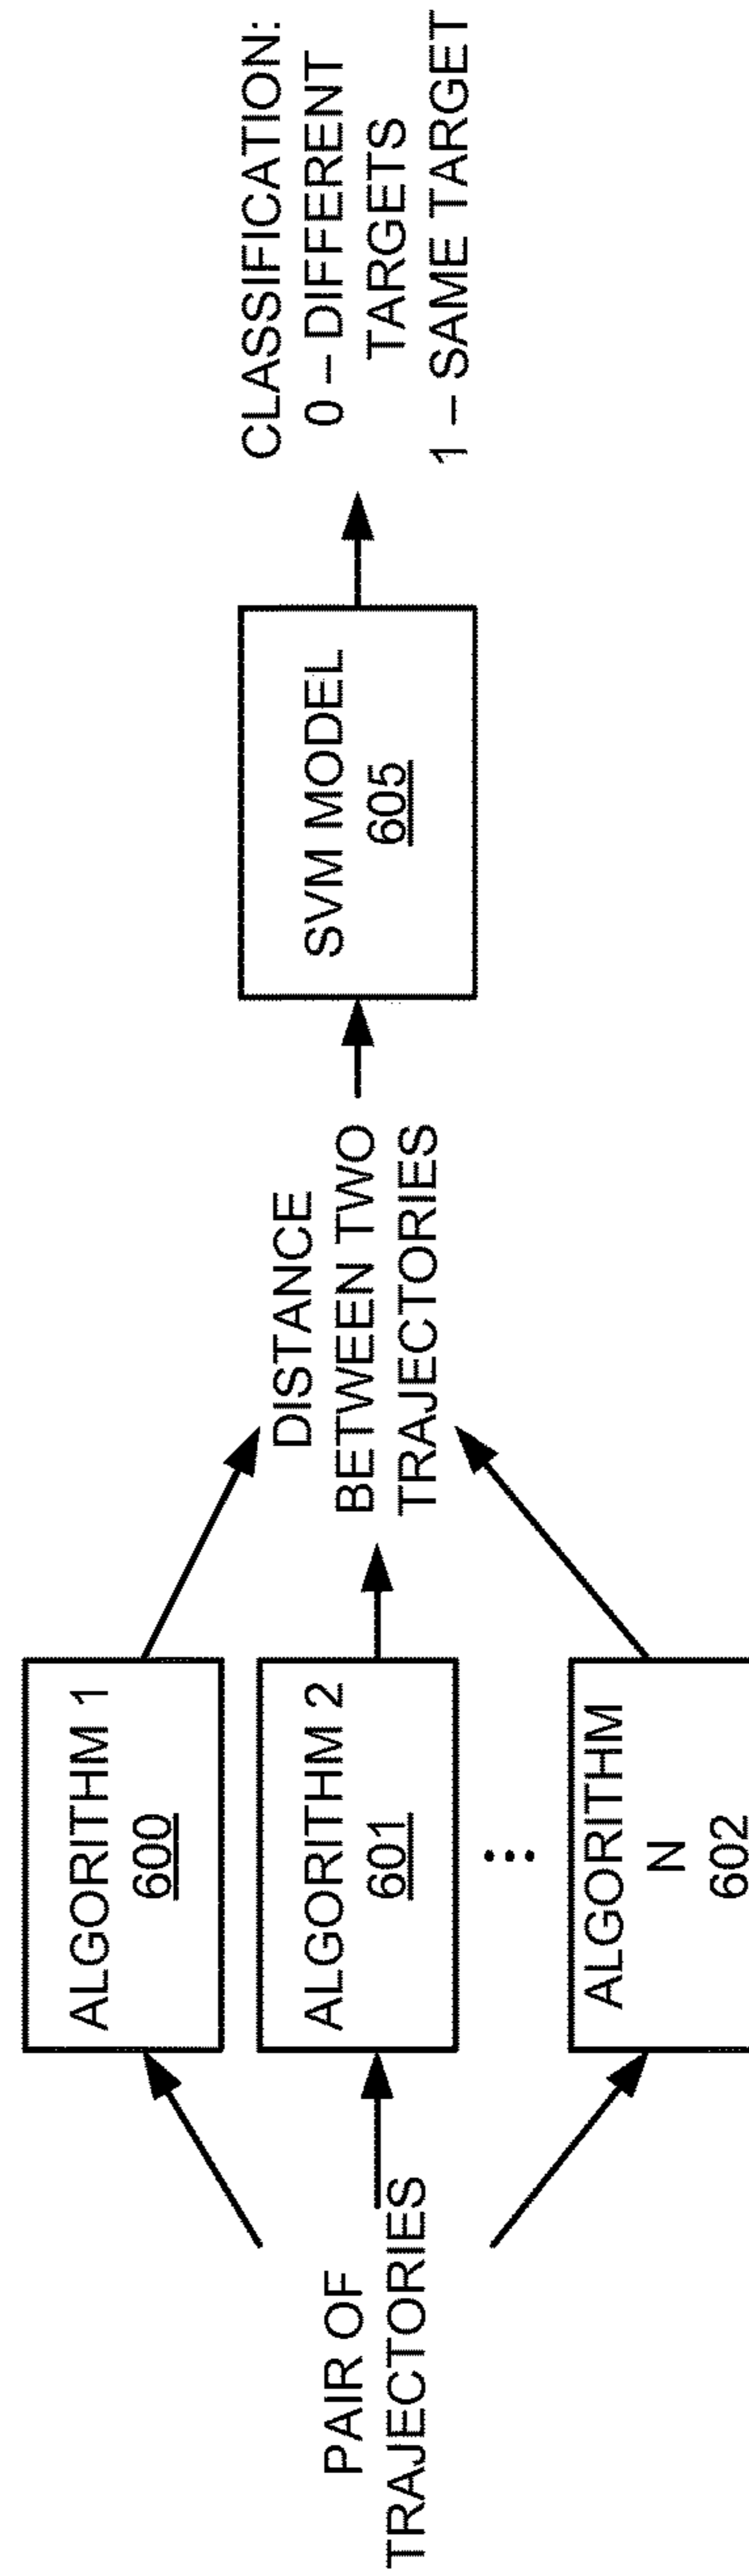 PAIR OF
TRAJECTORIES
ALGORITHM 1
600
ALGORITHM 2
601
...
ALGORITHM
N
602
DISTANCE
BETWEEN TWO
TRAJECTORIES
SVM MODEL
605
CLASSIFICATION:
0 – DIFFERENT
TARGETS
1 – SAME TARGET